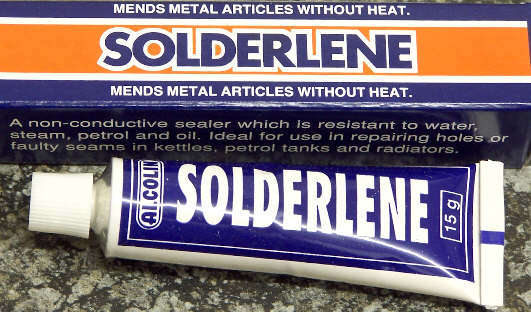 MENDS METAL ARTICLES WITHOUT HEAT.
SOLDERLENE
MENDS METAL ARTICLES WITHOUT HEAT.
A non-conductive sealer which is resistant to water,
steam, petrol and oil. Ideal for use in repairing holes or
faulty seams in kettles, petrol tanks and radiators.
Al.COLIN
SOLDERLENE
15 g